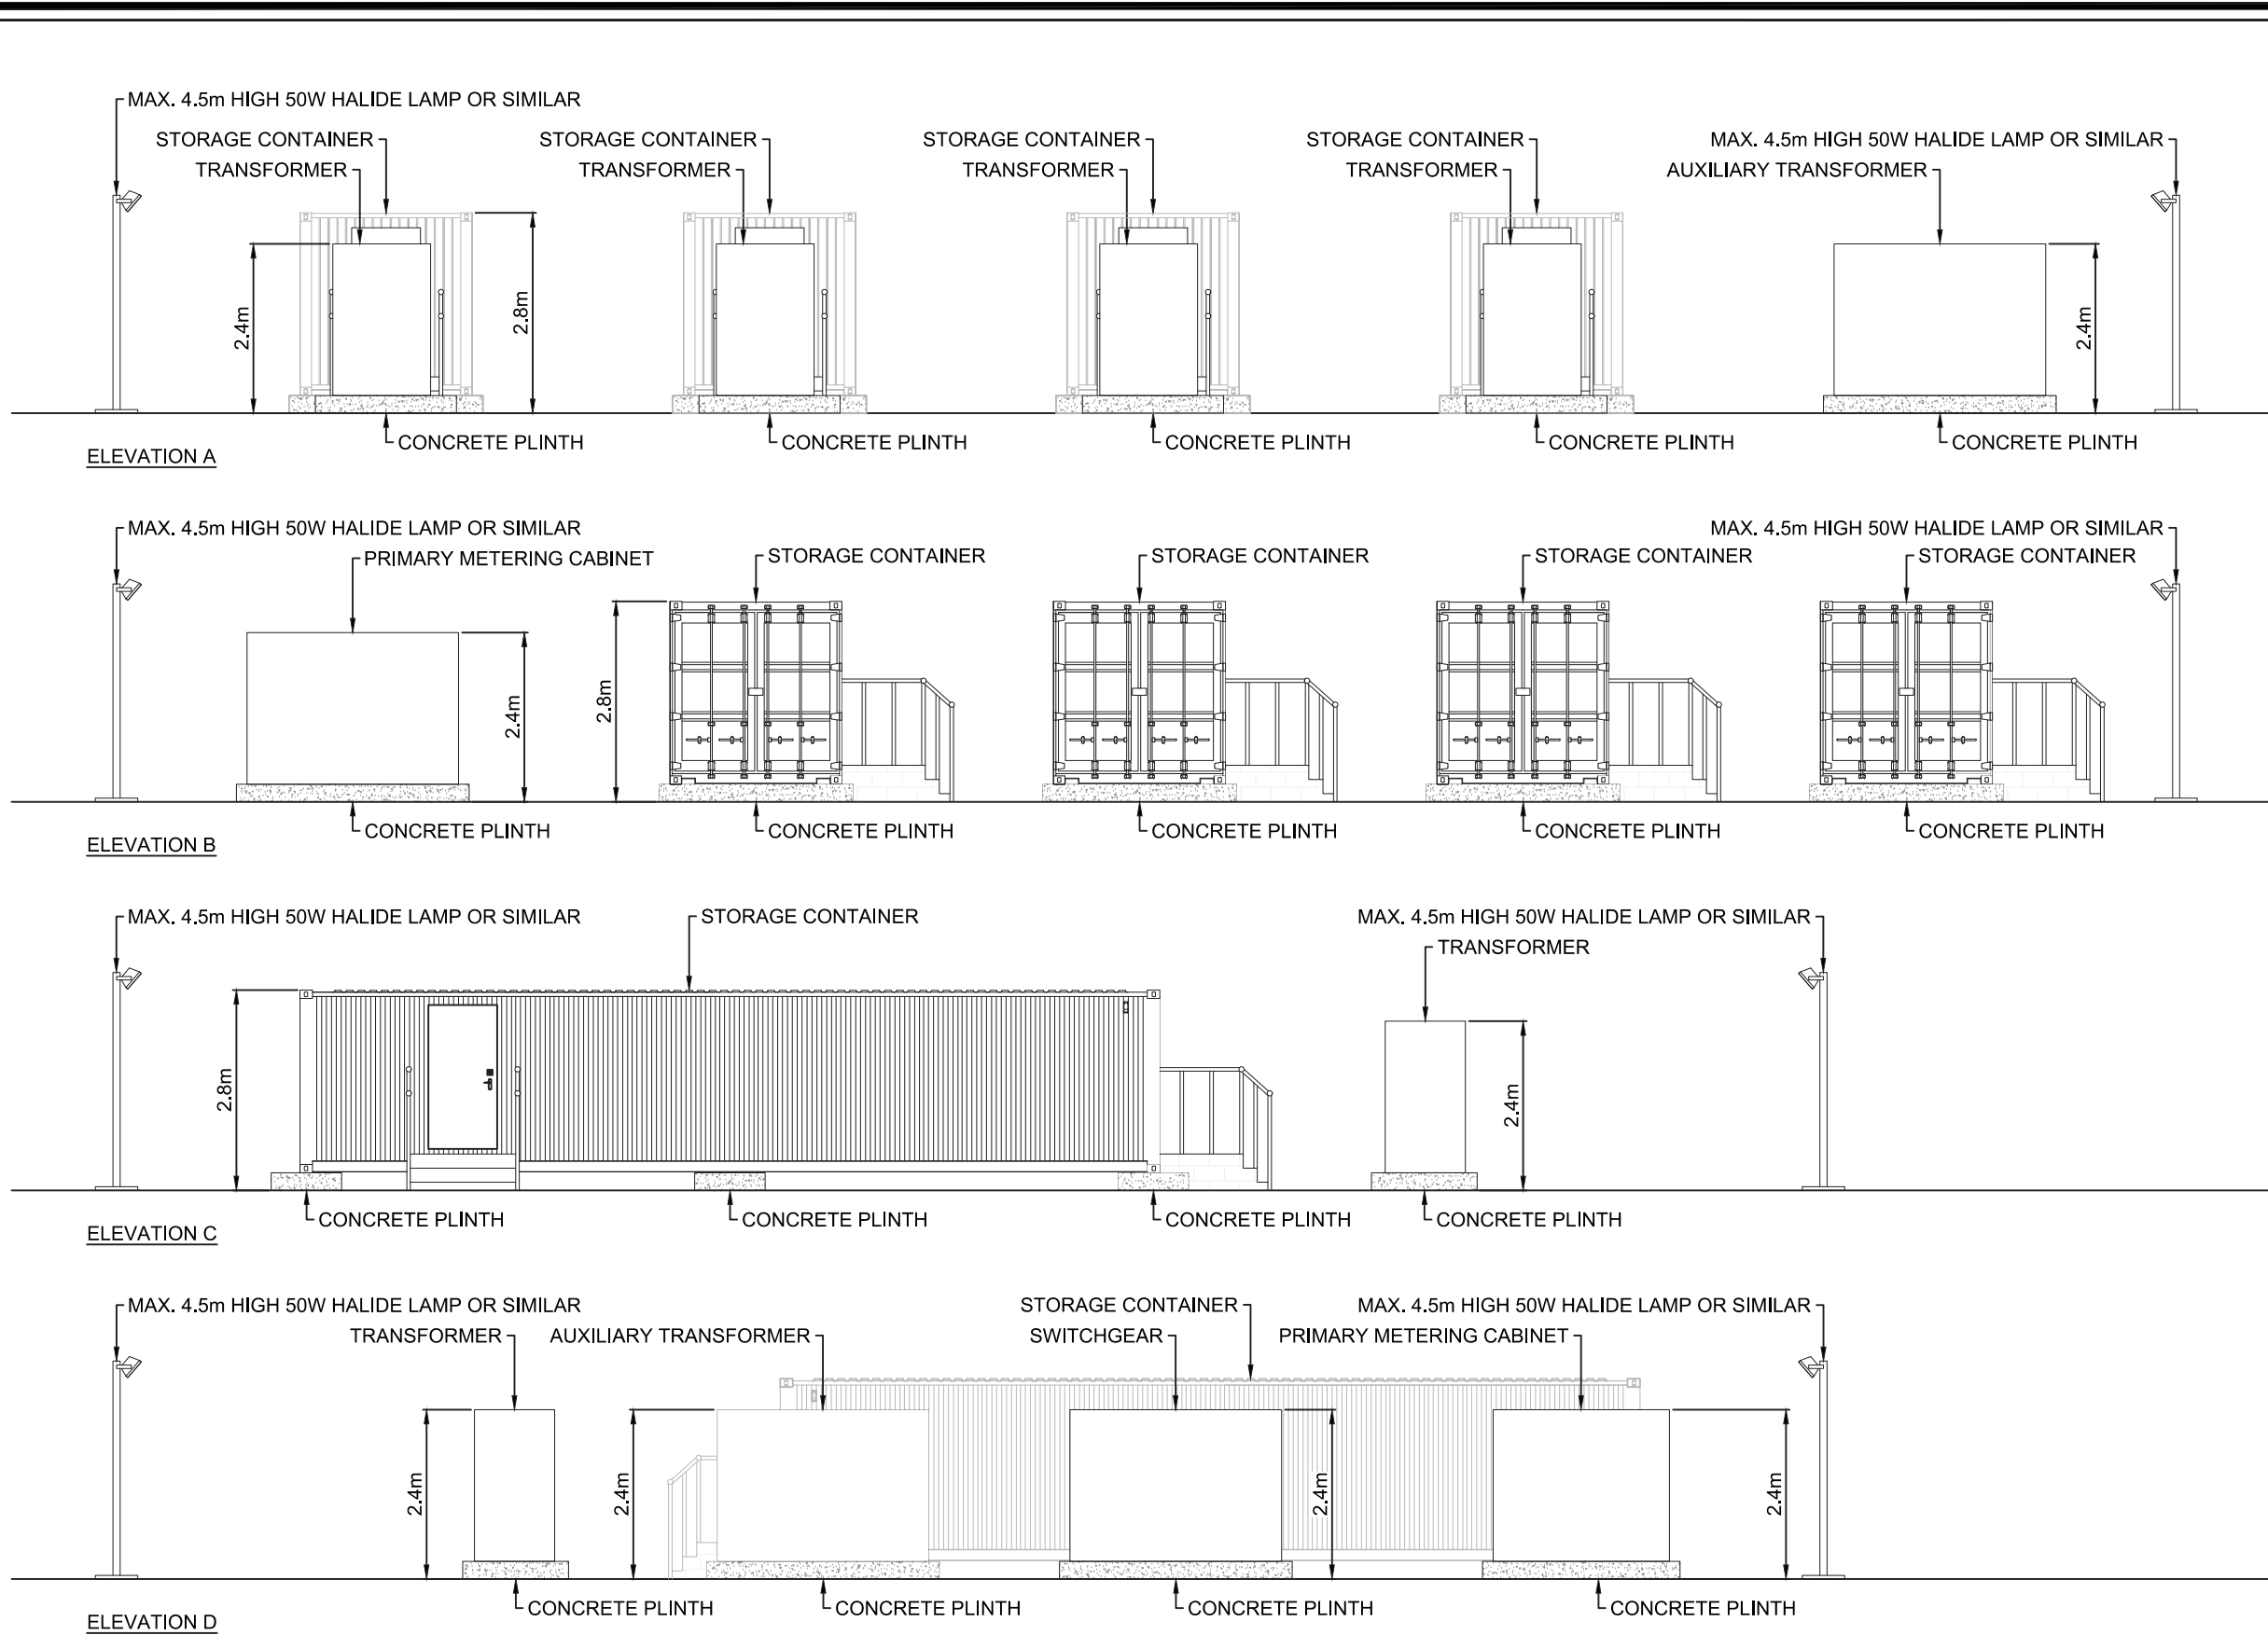 MAX. 4.5m HIGH 50W HALIDE LAMP OR SIMILAR
STORAGE CONTAINER
TRANSFORMER
STORAGE CONTAINER
TRANSFORMER
STORAGE CONTAINER
TRANSFORMER
STORAGE CONTAINER
TRANSFORMER
MAX. 4.5m HIGH 50W HALIDE LAMP OR SIMILAR
AUXILIARY TRANSFORMER
2.4m
2.8m
2.4m
CONCRETE PLINTH
CONCRETE PLINTH
CONCRETE PLINTH
CONCRETE PLINTH
CONCRETE PLINTH
ELEVATION A
MAX. 4.5m HIGH 50W HALIDE LAMP OR SIMILAR
PRIMARY METERING CABINET
STORAGE CONTAINER
STORAGE CONTAINER
STORAGE CONTAINER
MAX. 4.5m HIGH 50W HALIDE LAMP OR SIMILAR
STORAGE CONTAINER
2.4m
2.8m
CONCRETE PLINTH
CONCRETE PLINTH
CONCRETE PLINTH
CONCRETE PLINTH
CONCRETE PLINTH
ELEVATION B
MAX. 4.5m HIGH 50W HALIDE LAMP OR SIMILAR
STORAGE CONTAINER
MAX. 4.5m HIGH 50W HALIDE LAMP OR SIMILAR
TRANSFORMER
2.8m
2.4m
CONCRETE PLINTH
CONCRETE PLINTH
CONCRETE PLINTH
CONCRETE PLINTH
ELEVATION C
MAX. 4.5m HIGH 50W HALIDE LAMP OR SIMILAR
TRANSFORMER
AUXILIARY TRANSFORMER
STORAGE CONTAINER
SWITCHGEAR
MAX. 4.5m HIGH 50W HALIDE LAMP OR SIMILAR
PRIMARY METERING CABINET
2.4m
2.4m
2.4m
2.4m
CONCRETE PLINTH
CONCRETE PLINTH
CONCRETE PLINTH
CONCRETE PLINTH
ELEVATION D